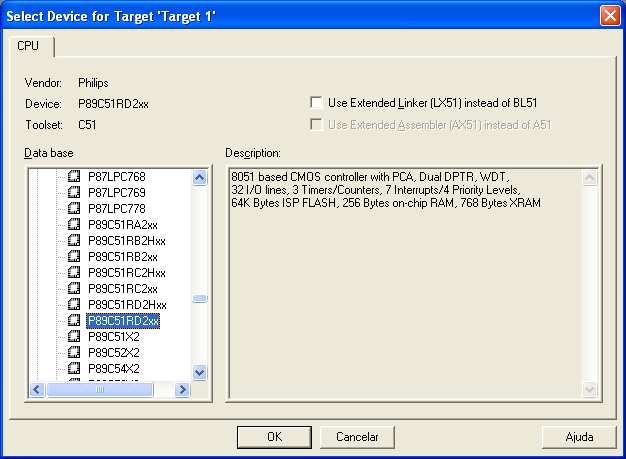 Select Device for Target 'Target 1'
CPU
Vendor: Philips
Device: P89C51RD2xx
Toolset: C51
Use Extended Linker (LX51) instead of BL51
Use Extended Assembler (AX51) instead of A51
Data base
Description:
P87LPC768
P87LPC769
P87LPC778
P89C51RA2xx
P89C51RB2Hxx
P89C51RB2xx
P89C51RC2Hxx
P89C51RC2xx
P89C51RD2Hxx
P89C51RD2xx
P89C51X2
P89C52X2
P89C54X2
8051 based CMOS controller with PCA, Dual DPTR, WDT,
32 I/O lines, 3 Timers/Counters, 7 Interrupts/4 Priority Levels,
64K Bytes ISP FLASH, 256 Bytes on-chip RAM, 768 Bytes XRAM
OK
Cancelar
Ajuda